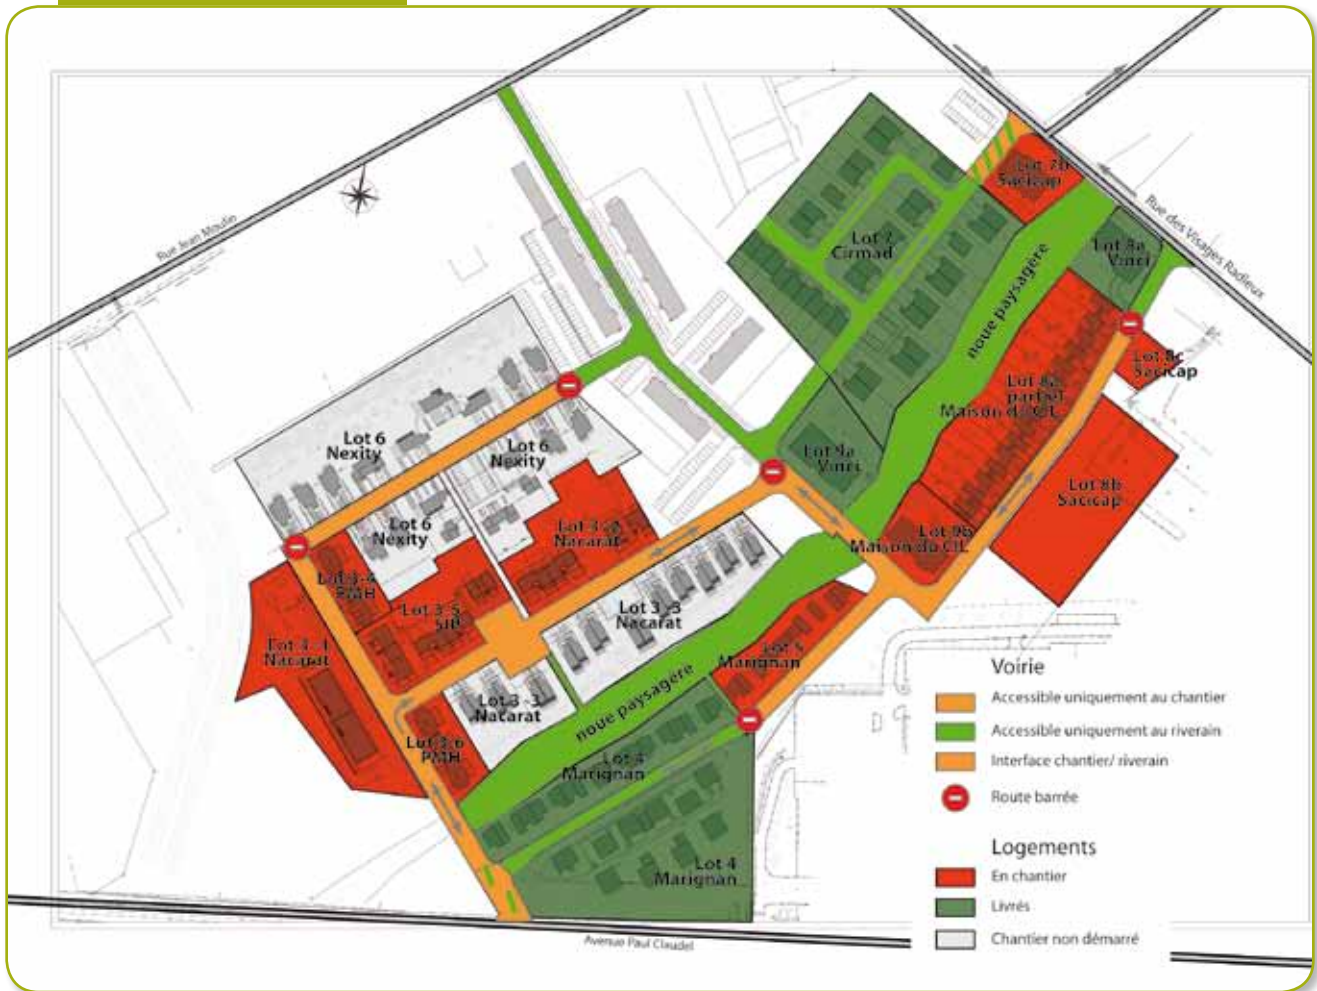 Rue Jean Moulin
Rue des Visages Radieux
Lot 7b
Sacicap
Lot 7
Cirmad
Vinci
noue paysagère
Lot 8c
Sacicap
Lot 8a
partiel
Maison du CIL
Lot 9a
Vinci
Lot 8b
Sacicap
Lot 9b
Maison du CIL
Lot 6
Nexity
Lot 6
Nexity
Lot 6
Nexity
Lot 3-2
Nacarat
Lot 3-4
PMH
Lot 3-5
SIP
Lot 3-3
Nacarat
Lot 3-1
Nacarat
Lot 5
Marignan
noue paysagère
Lot 3-3
Nacarat
Lot 3-6
PMH
Lot 4
Marignan
Lot 4
Marignan
Avenue Paul Claudel
Voirie
Accessible uniquement au chantier
Accessible uniquement au riverain
Interface chantier/ riverain
Route barrée
Logements
En chantier
Livrés
Chantier non démarré